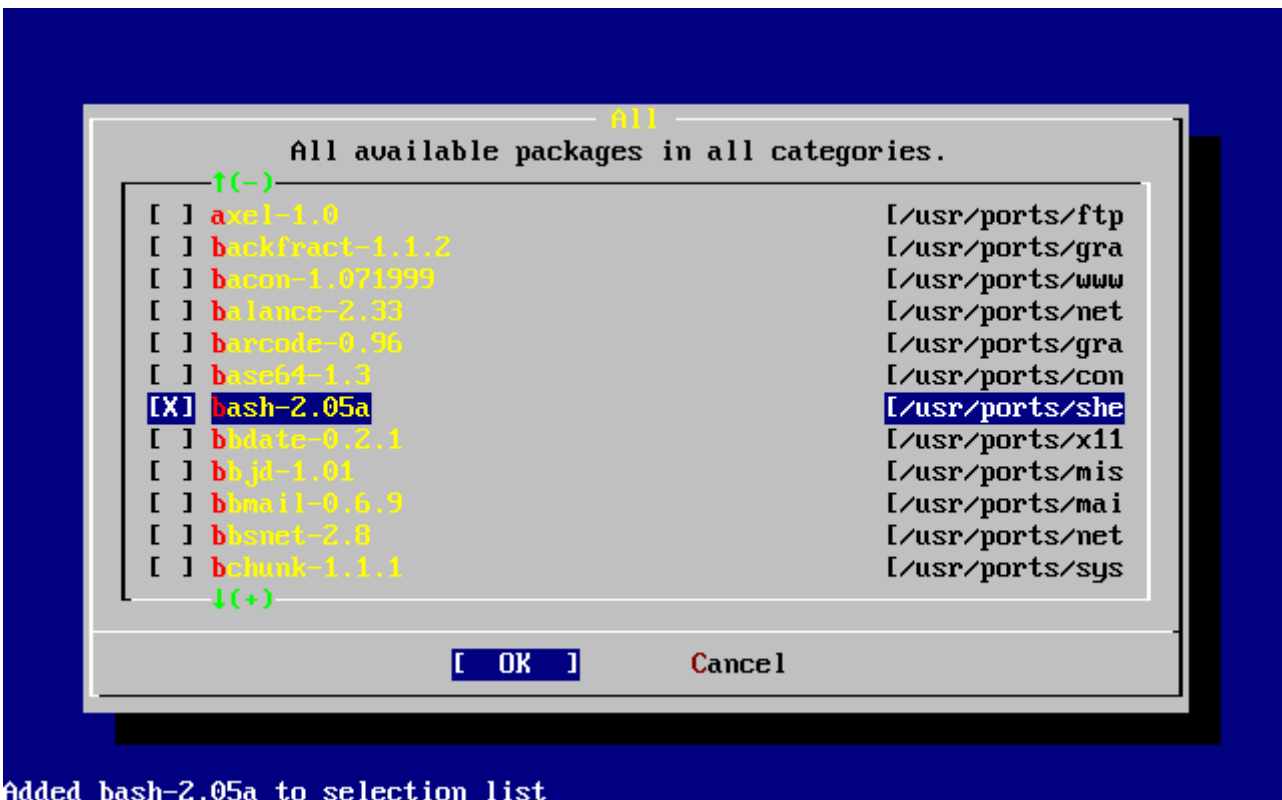 All
All available packages in all categories.
↑(-)
[ ] axel-1.0 [/usr/ports/ftp
[ ] backfract-1.1.2 [/usr/ports/gra
[ ] bacon-1.071999 [/usr/ports/www
[ ] balance-2.33 [/usr/ports/net
[ ] barcode-0.96 [/usr/ports/gra
[ ] base64-1.3 [/usr/ports/con
[X] bash-2.05a [/usr/ports/she
[ ] bbdate-0.2.1 [/usr/ports/x11
[ ] bbjd-1.01 [/usr/ports/mis
[ ] bbmail-0.6.9 [/usr/ports/mai
[ ] bbsnet-2.8 [/usr/ports/net
[ ] bchunk-1.1.1 [/usr/ports/sys
↓(+)
[ OK ] Cancel
Added bash-2.05a to selection list